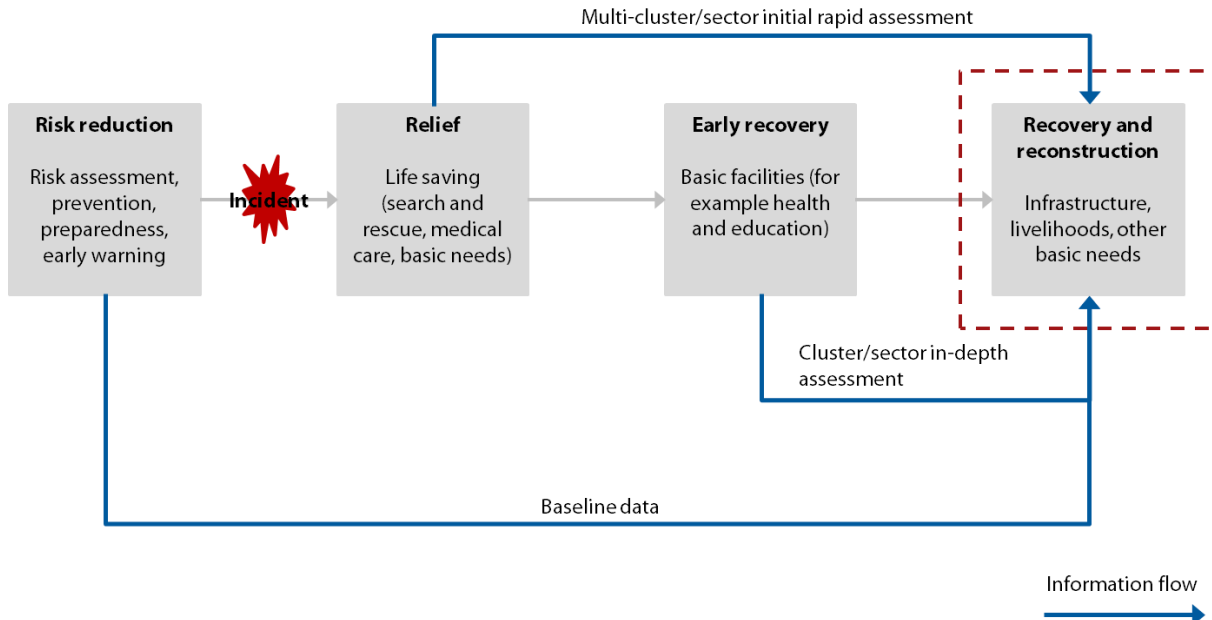 Multi-cluster/sector initial rapid assessment
Risk reduction
Risk assessment,
prevention,
preparedness,
early warning
Incident
Relief
Life saving
(search and
rescue, medical
care, basic needs)
Early recovery
Basic facilities (for
example health
and education)
Recovery and
reconstruction
Infrastructure,
livelihoods, other
basic needs
Cluster/sector in-depth
assessment
Baseline data
Information flow